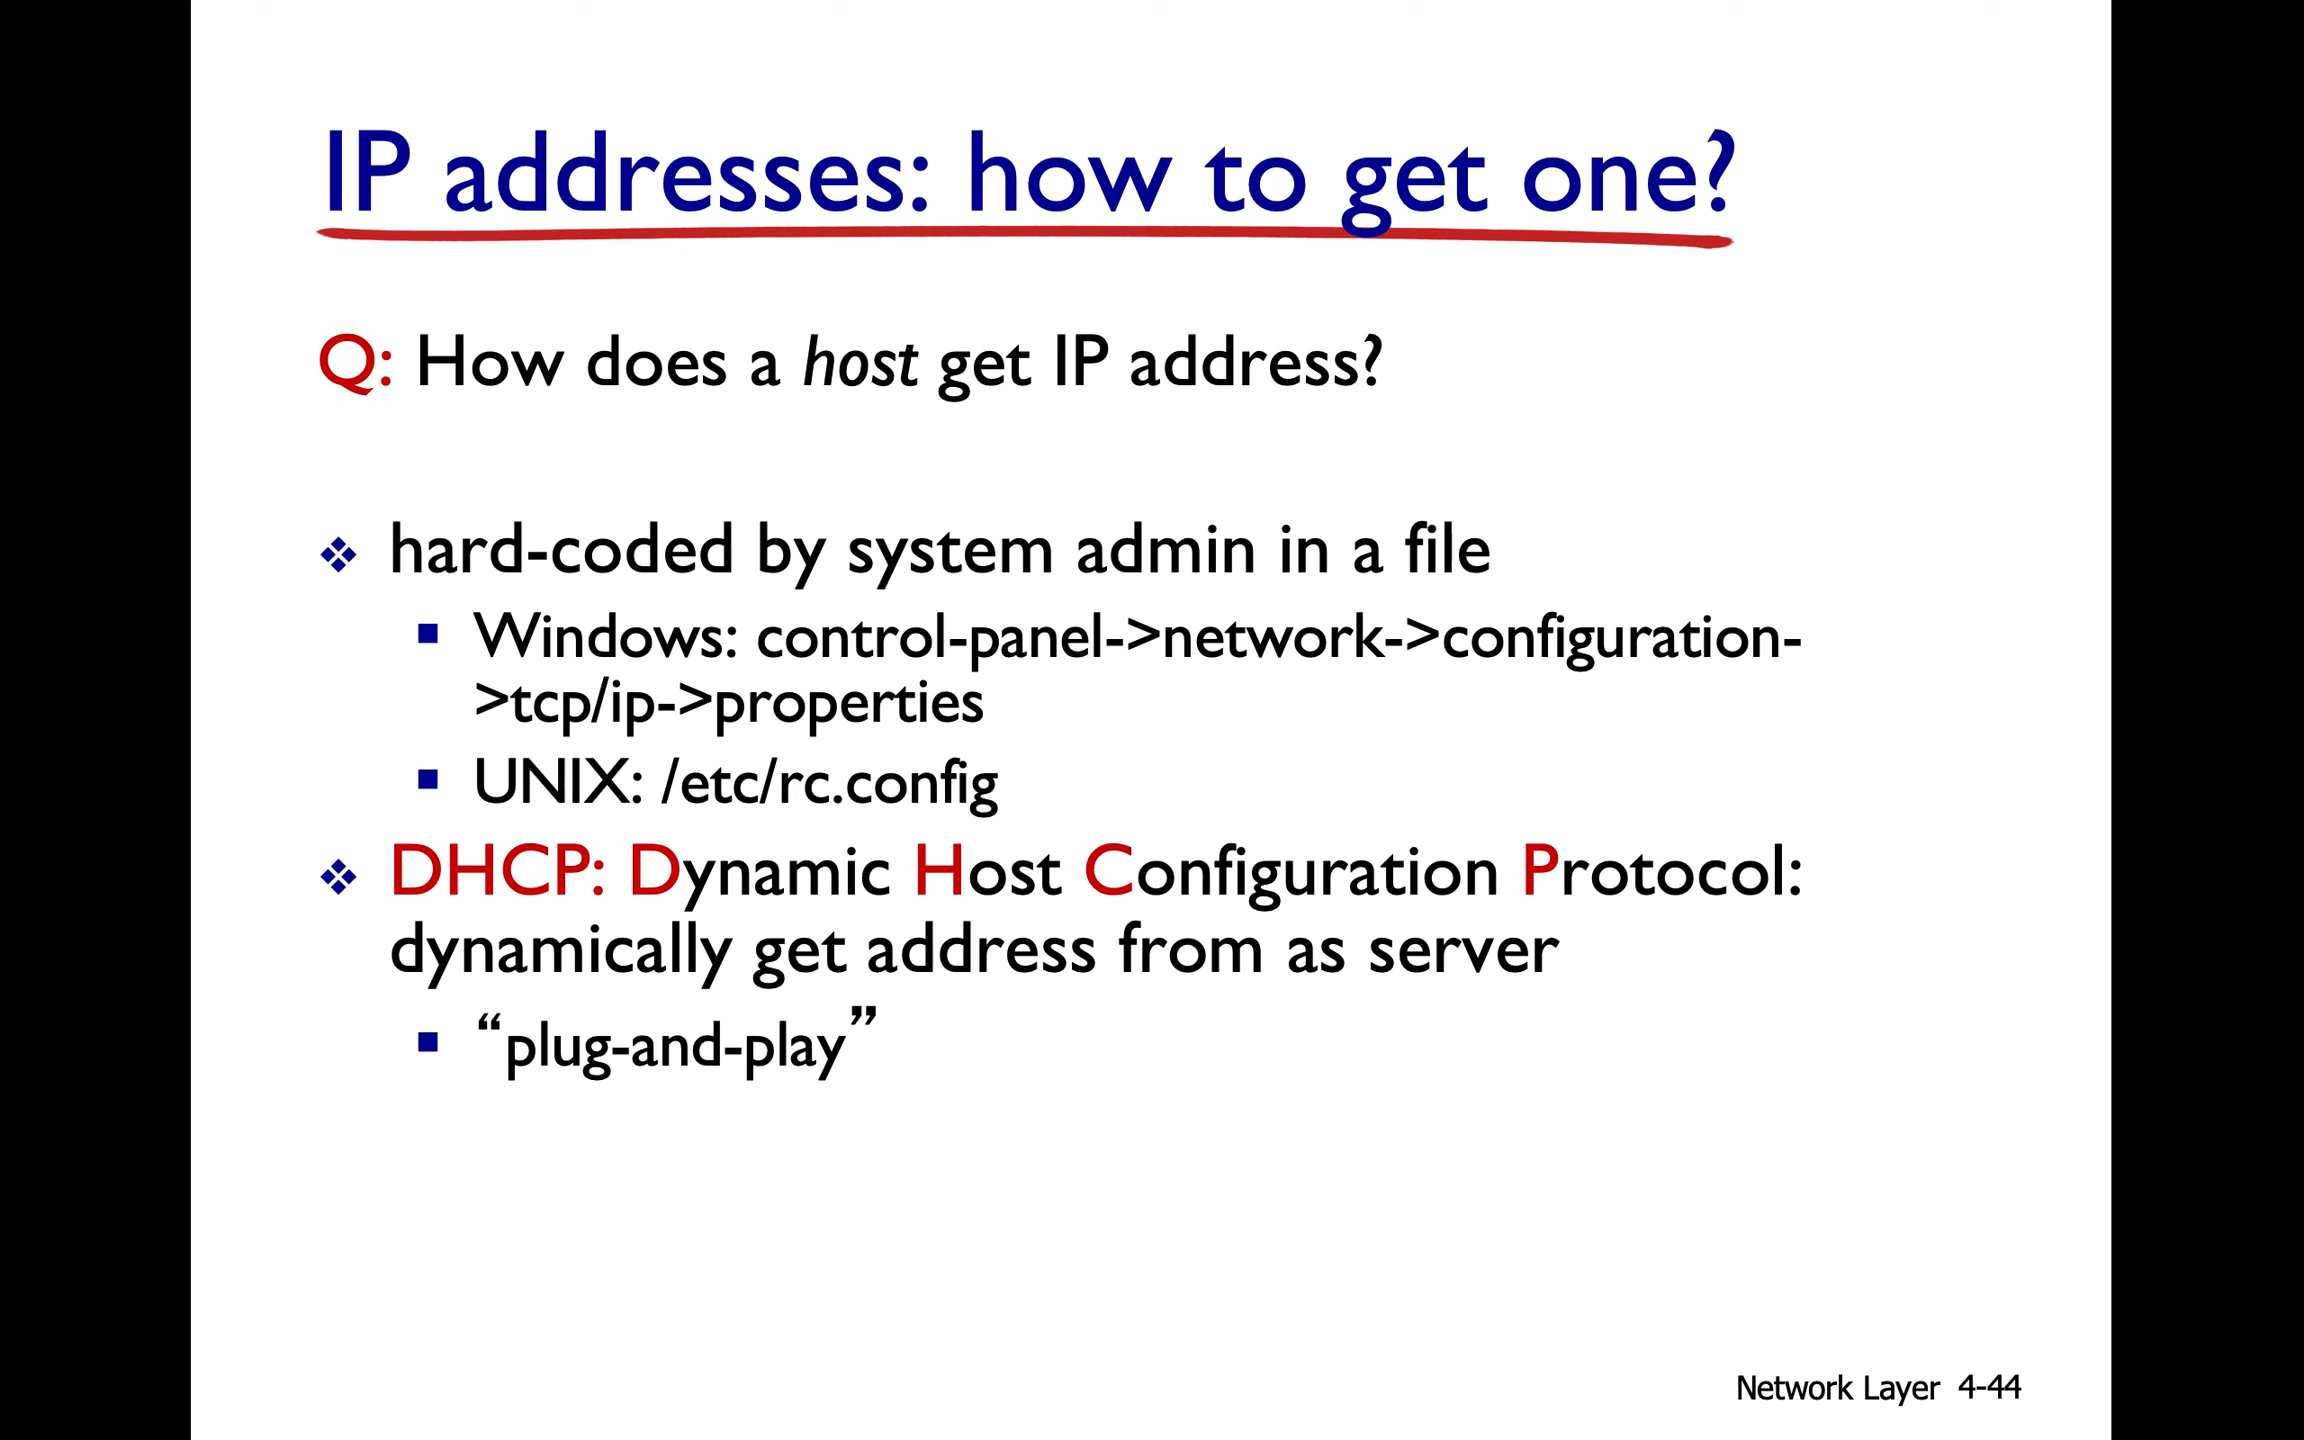 IP addresses: how to get one?
Q: How does a host get IP address?
❖ hard-coded by system admin in a file
▪ Windows: control-panel->network->configuration-
>tcp/ip->properties
▪ UNIX: /etc/rc.config
❖ DHCP: Dynamic Host Configuration Protocol:
dynamically get address from as server
▪ “plug-and-play”
Network Layer 4-44